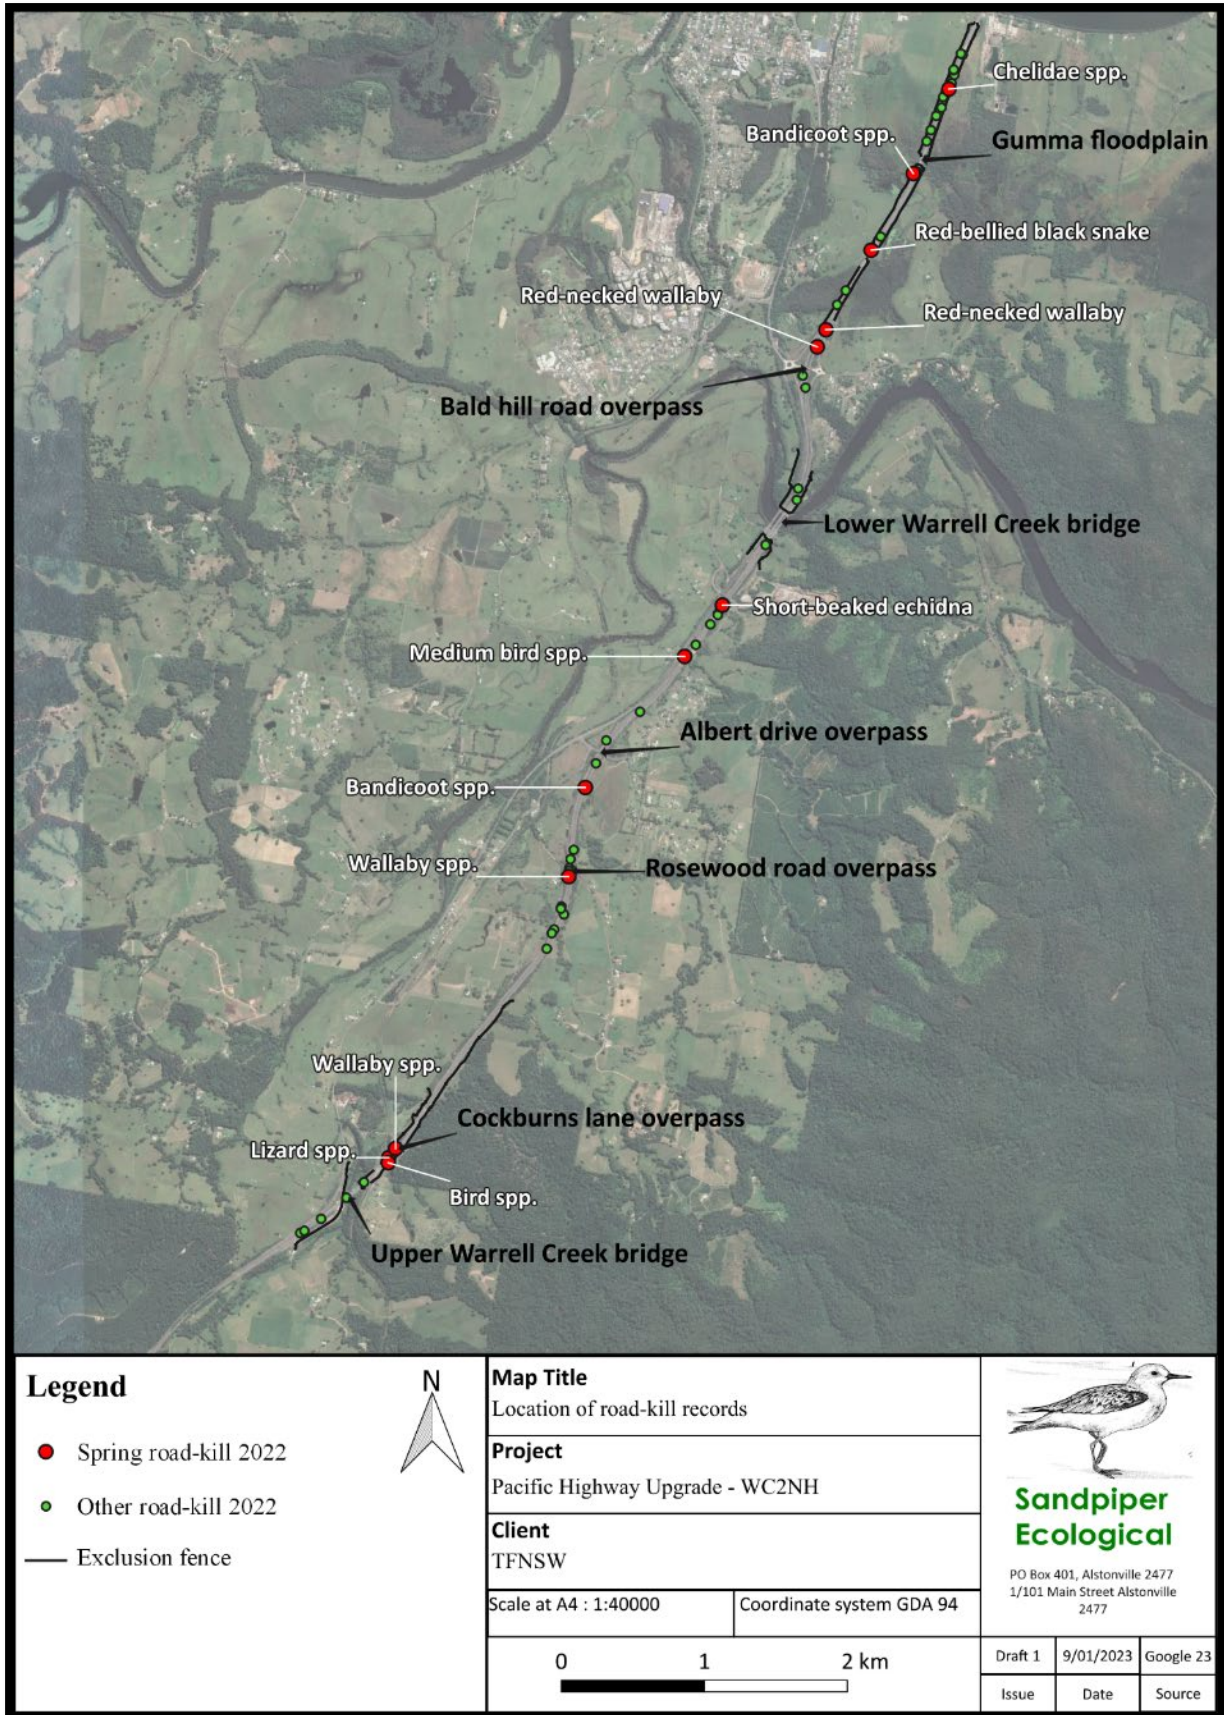 Chelidae spp.
Bandicoot spp.
Gumma floodplain
Red-bellied black snake
Red-necked wallaby
Red-necked wallaby
Bald hill road overpass
Lower Warrell Creek bridge
Short-beaked echidna
Medium bird spp.
Albert drive overpass
Bandicoot spp.
Wallaby spp.
Rosewood road overpass
Wallaby spp.
Cockburns lane overpass
Lizard spp.
Bird spp.
Upper Warrell Creek bridge
Legend
N
Spring road-kill 2022
Other road-kill 2022
Exclusion fence
Map Title
Location of road-kill records
Project
Pacific Highway Upgrade - WC2NH
Client
TFNSW
Scale at A4 : 1:40000
Coordinate system GDA 94
0 1 2 km
Sandpiper
Ecological
PO Box 401, Alstonville 2477
1/101 Main Street Alstonville
2477
Draft 1 9/01/2023 Google 23
Issue Date Source